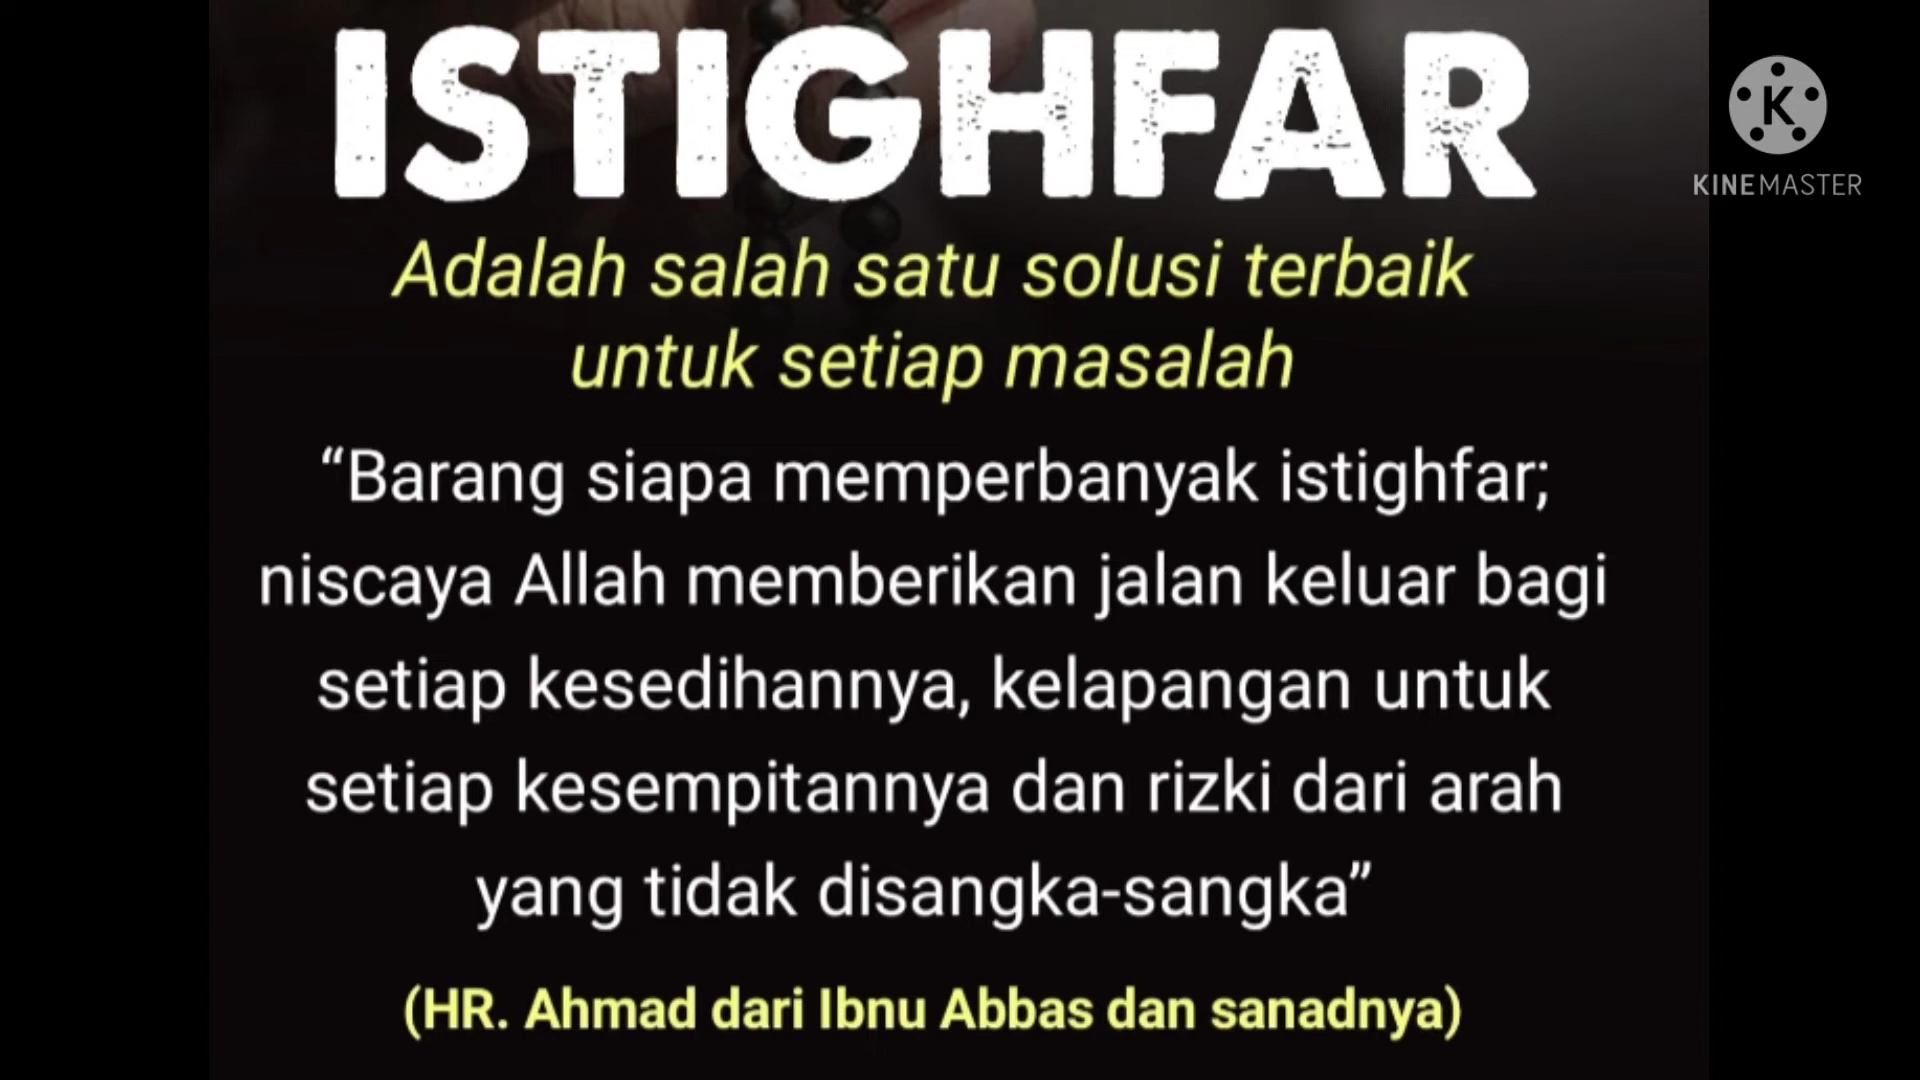 ISTIGHFAR
Adalah salah satu solusi terbaik
untuk setiap masalah
“Barang siapa memperbanyak istighfar;
niscaya Allah memberikan jalan keluar bagi
setiap kesedihannya, kelapangan untuk
setiap kesempitannya dan rizki dari arah
yang tidak disangka-sangka”
(HR. Ahmad dari Ibnu Abbas dan sanadnya)
K
KINEMASTER